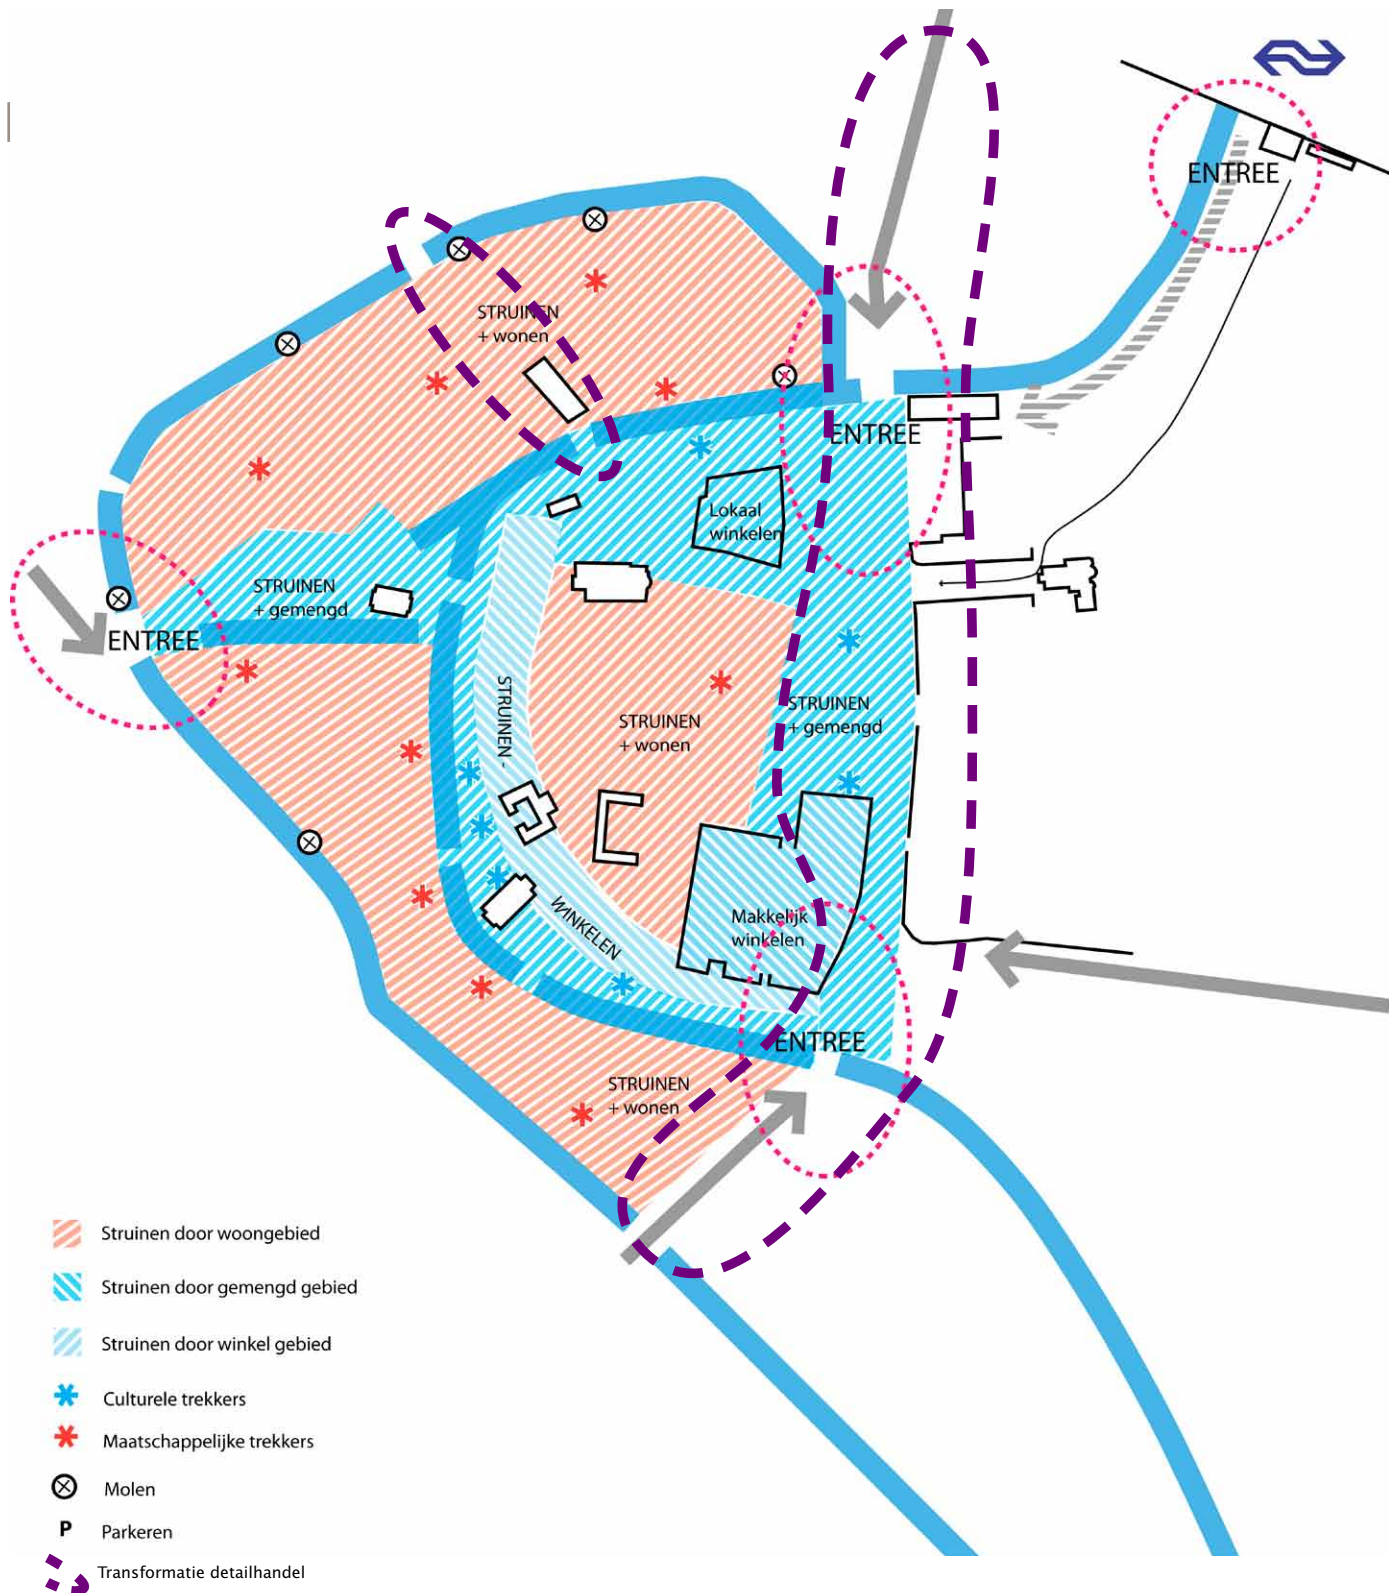 ENTREE
STRUINEN
+ wonen
ENTREE
Lokaal
winkelen
STRUINEN
+ gemengd
ENTREE
STRUINEN -
WINKELEN
STRUINEN
+ wonen
STRUINEN
+ gemengd
Makkelijk
winkelen
ENTREE
STRUINEN
+ wonen
Struinen door woongebied
Struinen door gemengd gebied
Struinen door winkel gebied
Culturele trekkers
Maatschappelijke trekkers
Molen
P Parkeren
Transformatie detailhandel